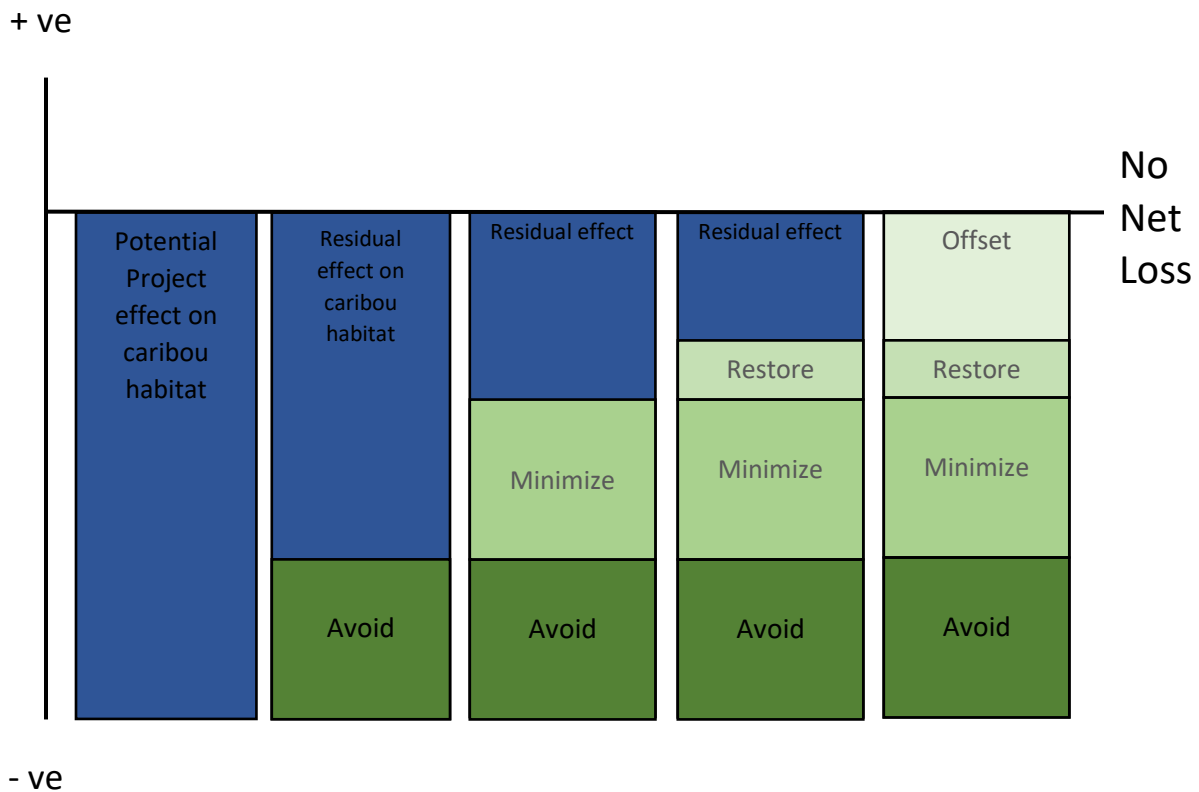 + ve
No
Net
Loss
Potential
Project
effect on
caribou
habitat
Residual
effect on
caribou
habitat
Avoid
Residual effect
Minimize
Avoid
Residual effect
Restore
Minimize
Avoid
Offset
Restore
Minimize
Avoid
- ve